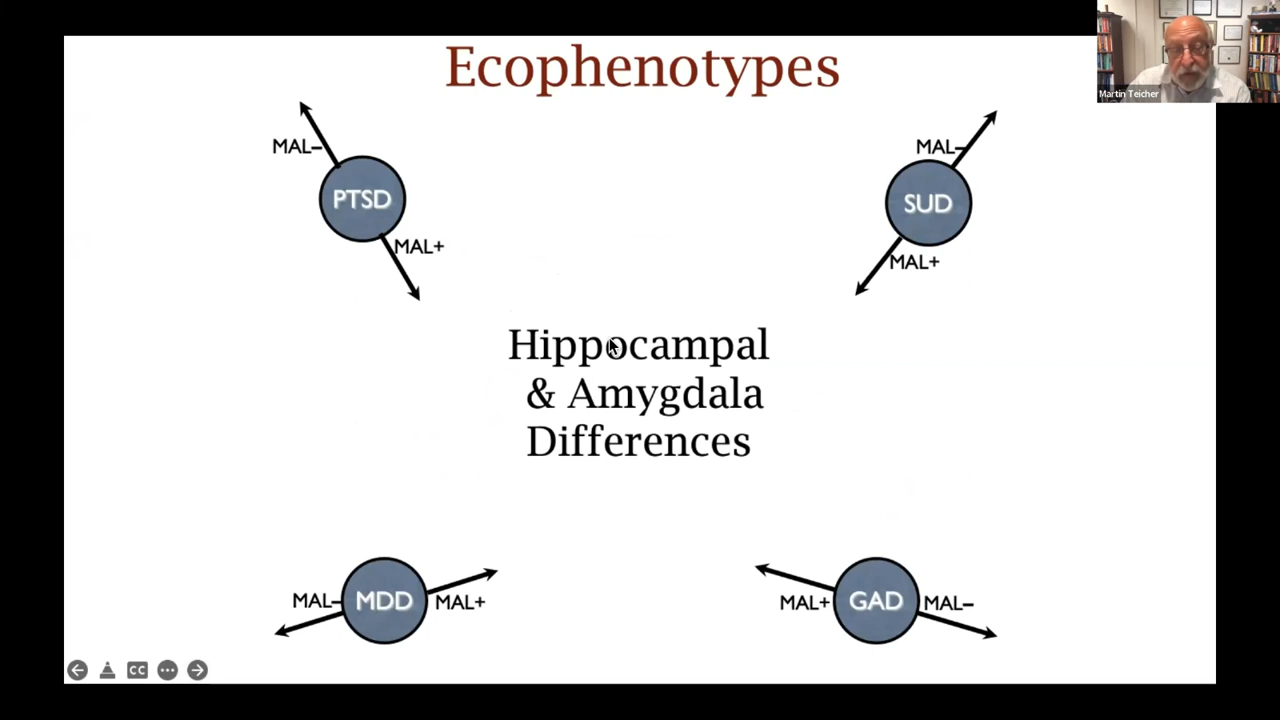 Ecophenotypes
Martin Teicher
MAL–
PTSD
MAL+
MAL–
SUD
MAL+
Hippocampal
& Amygdala
Differences
MAL–
MDD
MAL+
MAL+
GAD
MAL–
CC